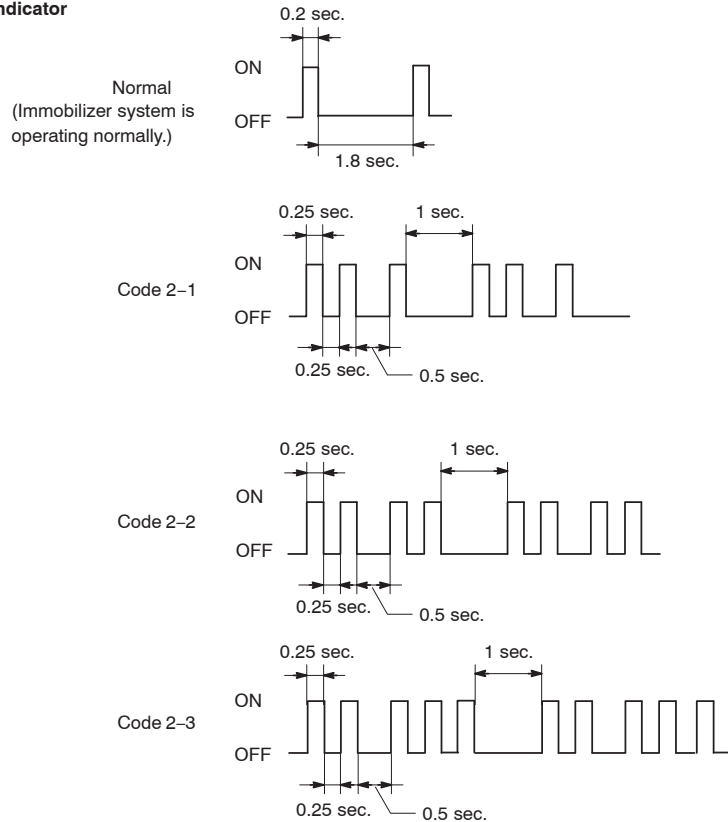 ndicator
0.2 sec.
ON
Normal
(Immobilizer system is
operating normally.)
OFF
1.8 sec.
0.25 sec. 1 sec.
ON
Code 2−1
OFF
0.25 sec. 0.5 sec.
0.25 sec. 1 sec.
ON
Code 2−2
OFF
0.25 sec. 0.5 sec.
0.25 sec. 1 sec.
ON
Code 2−3
OFF
0.25 sec. 0.5 sec.